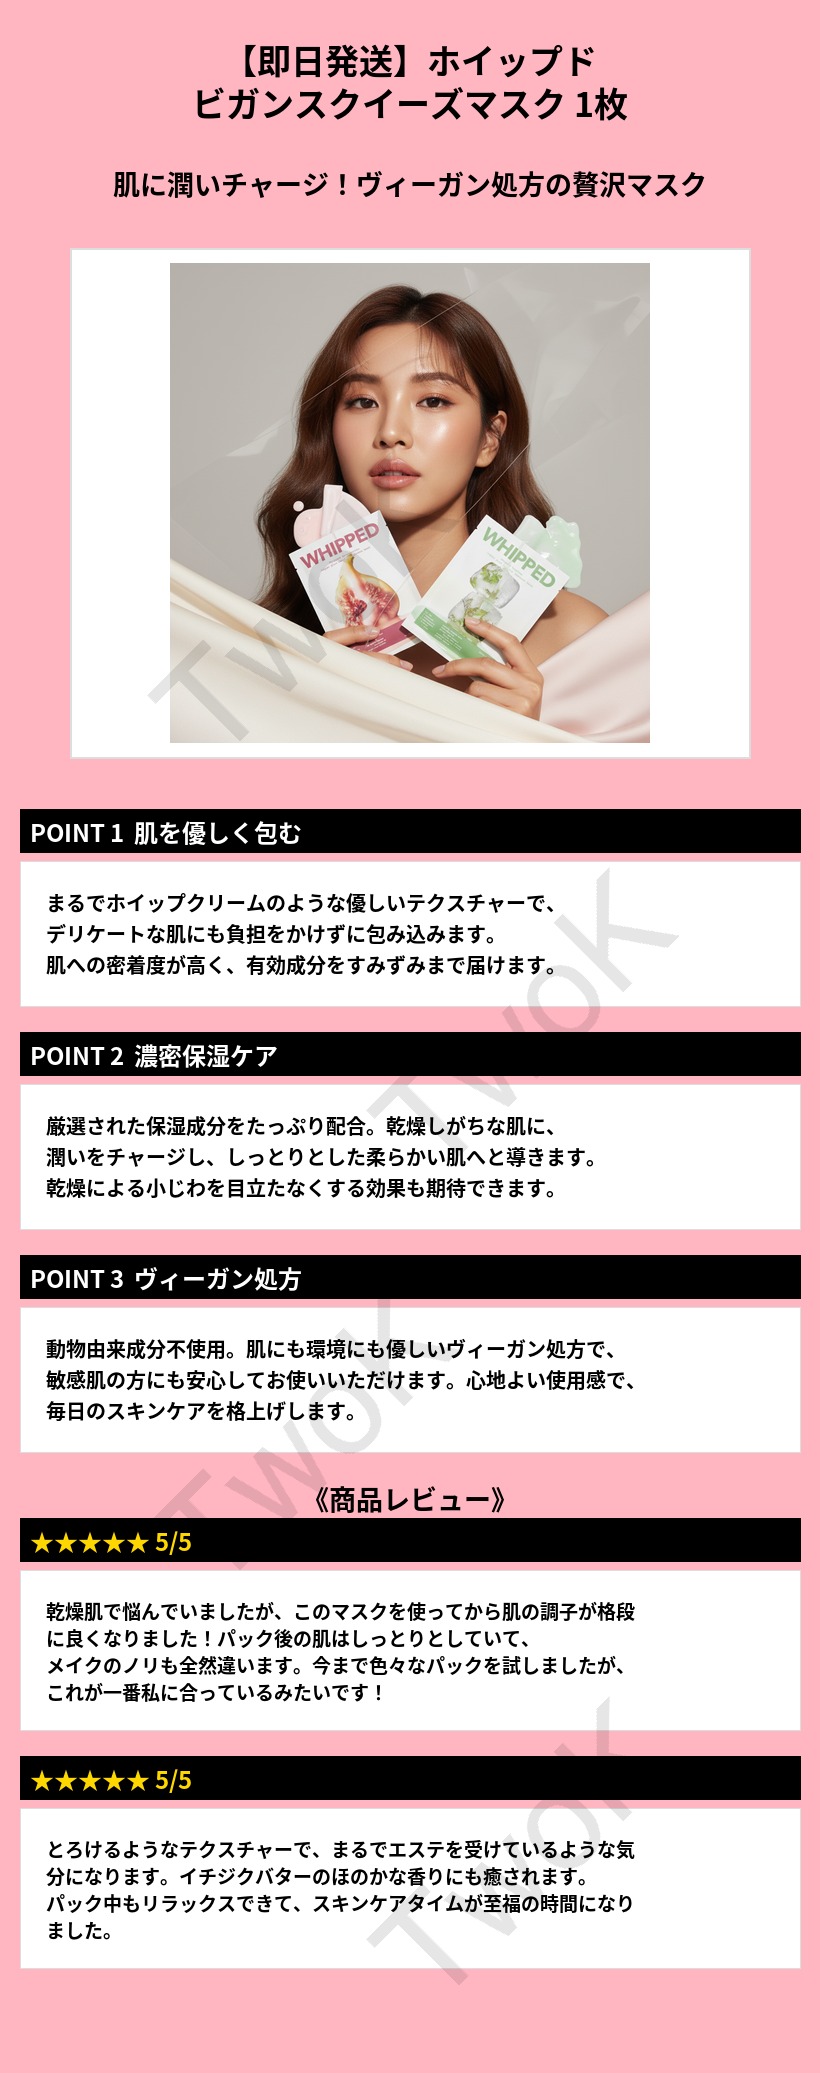 【即日発送】ホイップド
ビガンスクイーズマスク 1枚
肌に潤いチャージ！ヴィーガン処方の贅沢マスク
WHIPPED
WHIPPED
TwoK
POINT 1 肌を優しく包む
まるでホイップクリームのような優しいテクスチャーで、
デリケートな肌にも負担をかけずに包み込みます。
肌への密着度が高く、有効成分をすみずみまで届けます。
TwoK
POINT 2 濃密保湿ケア
厳選された保湿成分をたっぷり配合。乾燥しがちな肌に、
潤いをチャージし、しっとりとした柔らかい肌へと導きます。
乾燥による小じわを目立たなくする効果も期待できます。
POINT 3 ヴィーガン処方
動物由来成分不使用。肌にも環境にも優しいヴィーガン処方で、
敏感肌の方にも安心してお使いいただけます。心地よい使用感で、
毎日のスキンケアを格上げします。
TwoK
《商品レビュー》
★★★★★ 5/5
乾燥肌で悩んでいましたが、このマスクを使ってから肌の調子が格段
に良くなりました！パック後の肌はしっとりとしていて、
メイクのノリも全然違います。今まで色々なパックを試しましたが、
これが一番私に合っているみたいです！
★★★★★ 5/5
とろけるようなテクスチャーで、まるでエステを受けているような気
分になります。イチジクバターのほのかな香りにも癒されます。
パック中もリラックスできて、スキンケアタイムが至福の時間になり
ました。
TwoK